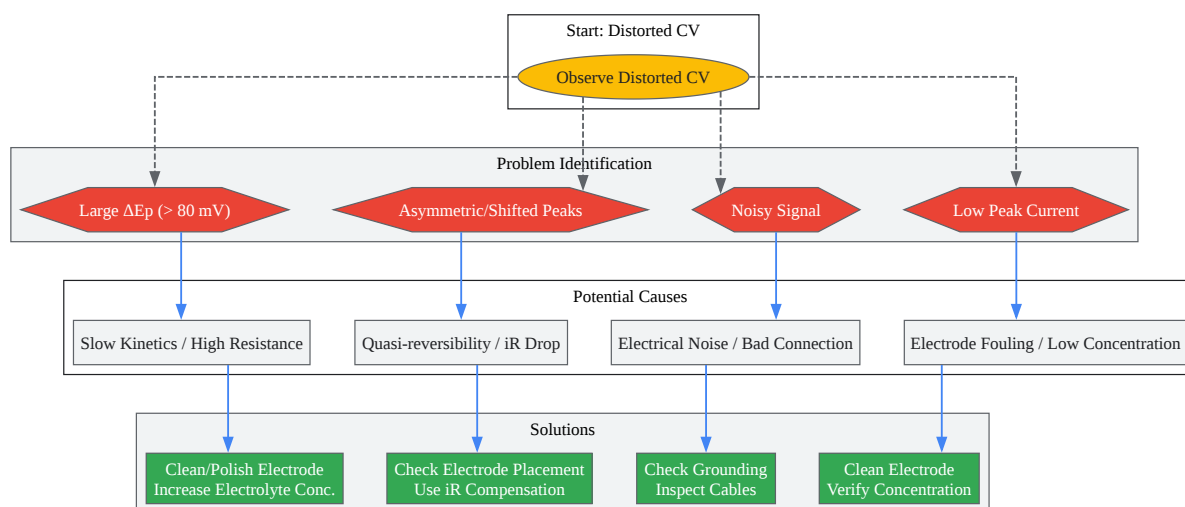 Start: Distorted CV
Observe Distorted CV
Problem Identification
Large ΔEp (> 80 mV)
Asymmetric/Shifted Peaks
Noisy Signal
Low Peak Current
Potential Causes
Slow Kinetics / High Resistance
Quasi-reversibility / iR Drop
Electrical Noise / Bad Connection
Electrode Fouling / Low Concentration
Solutions
Clean/Polish Electrode
Increase Electrolyte Conc.
Check Electrode Placement
Use iR Compensation
Check Grounding
Inspect Cables
Clean Electrode
Verify Concentration